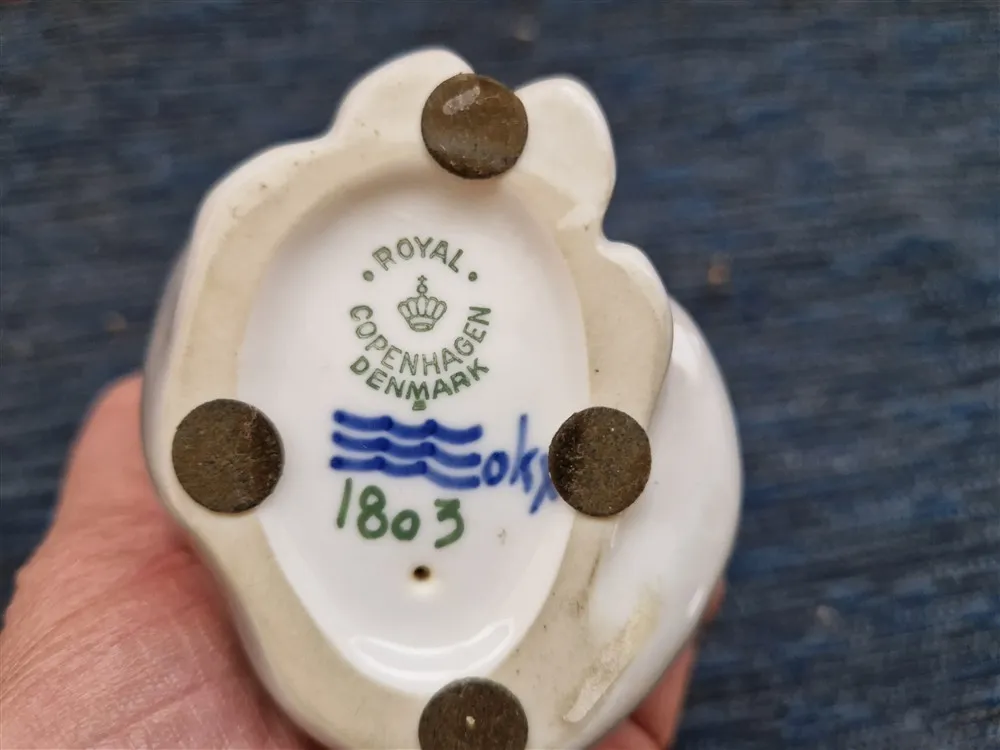 ROYAL
COPENHAGEN
DENMARK
1803